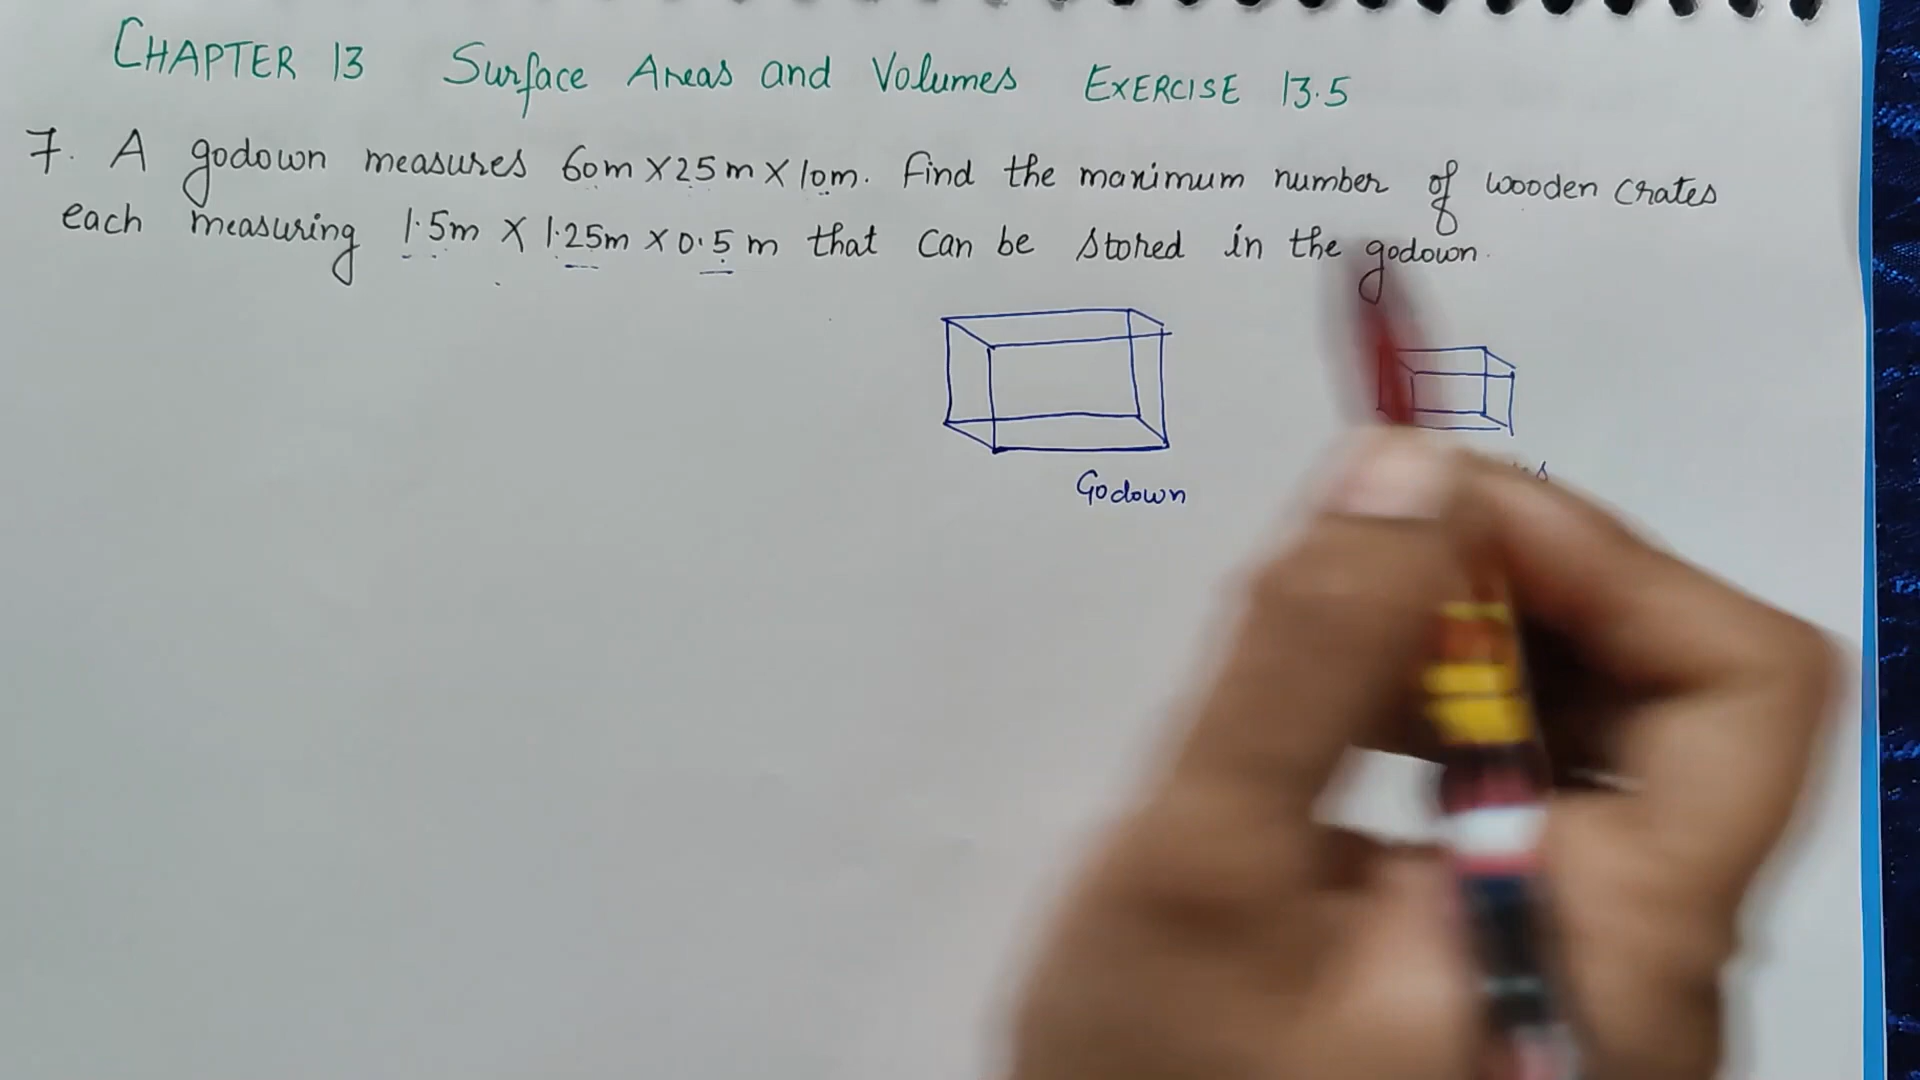 CHAPTER 13 Surface Areas and Volumes EXERCISE 13.5
7. A godown measures 60m X 25m X 10m. Find the maximum number of wooden crates
each measuring 1.5m X 1.25m X 0.5m that can be stored in the godown.
Godown